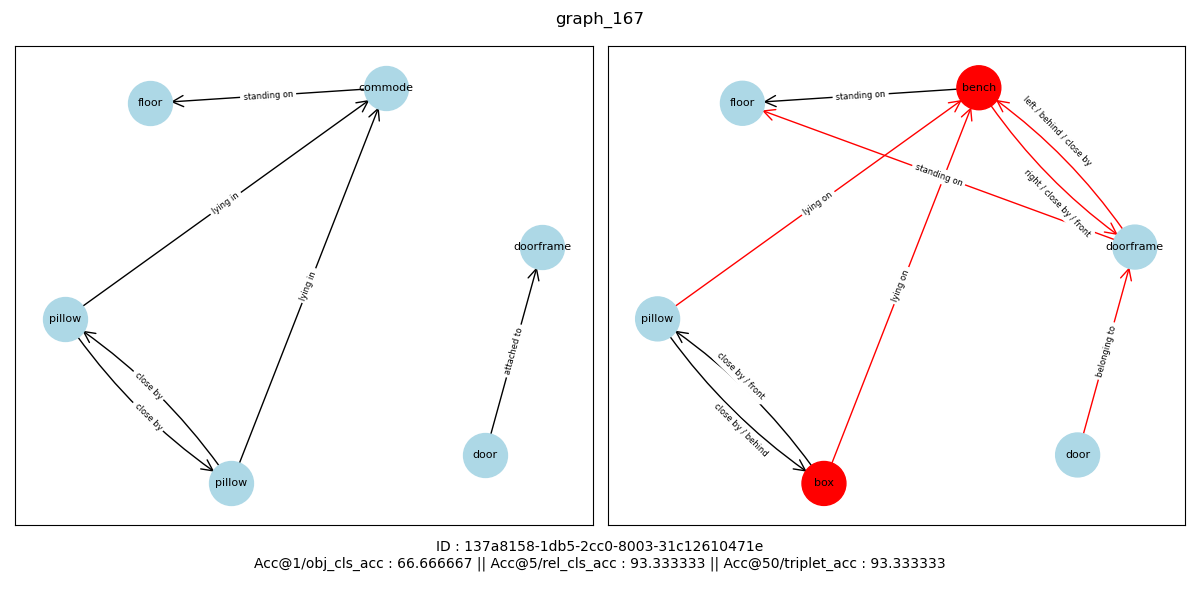 graph_167
commode
floor
standing on
lying in
doorframe
lying in
pillow
attached to
close by
close by
door
pillow
bench
floor
standing on
left / behind / close by
standing on
lying on
right / close by / front
doorframe
lying on
pillow
belonging to
close by / front
close by / behind
door
box
ID : 137a8158-1db5-2cc0-8003-31c12610471e
Acc@1/obj_cls_acc : 66.666667 || Acc@5/rel_cls_acc : 93.333333 || Acc@50/triplet_acc : 93.333333